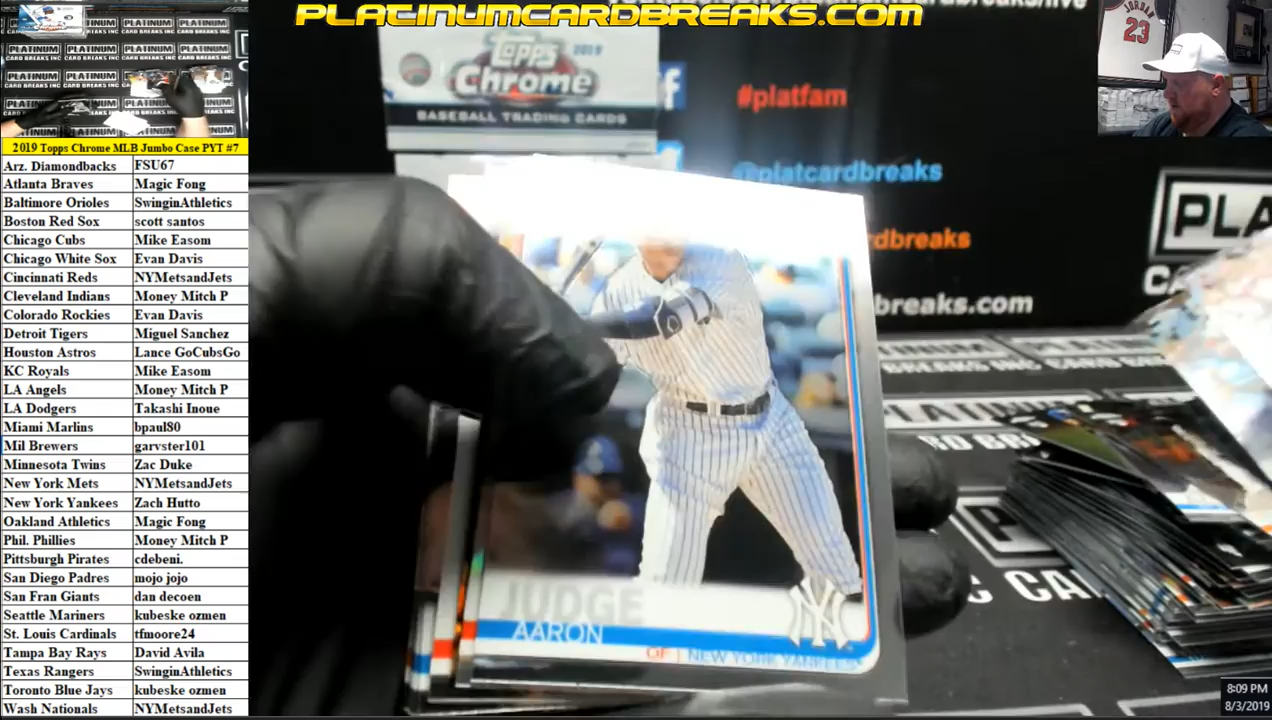 PLATINUMCARDBREAKS.COM
Topps 2019
Chrome
BASEBALL TRADING CARDS
#platfam
@platcardbreaks
dbreaks
s.com
JORDAN
23
2019 Topps Chrome MLB Jumbo Case PYT #7
Arz. Diamondbacks FSU67
Atlanta Braves Magic Fong
Baltimore Orioles SwinginAthletics
Boston Red Sox scott santos
Chicago Cubs Mike Easom
Chicago White Sox Evan Davis
Cincinnati Reds NYMetsandJets
Cleveland Indians Money Mitch P
Colorado Rockies Evan Davis
Detroit Tigers Miguel Sanchez
Houston Astros Lance GoCubsGo
KC Royals Mike Easom
LA Angels Money Mitch P
LA Dodgers Takashi Inoue
Miami Marlins bpaul80
Mil Brewers garvster101
Minnesota Twins Zac Duke
New York Mets NYMetsandJets
New York Yankees Zach Hutto
Oakland Athletics Magic Fong
Phil. Phillies Money Mitch P
Pittsburgh Pirates cdebeni.
San Diego Padres mojo jojo
San Fran Giants dan decoen
Seattle Mariners kubeske ozmen
St. Louis Cardinals tfmoore24
Tampa Bay Rays David Avila
Texas Rangers SwinginAthletics
Toronto Blue Jays kubeske ozmen
Wash Nationals NYMetsandJets
JUDGE
AARON
OF | NEW YORK YANKEES
NY
8:09 PM
8/3/2019